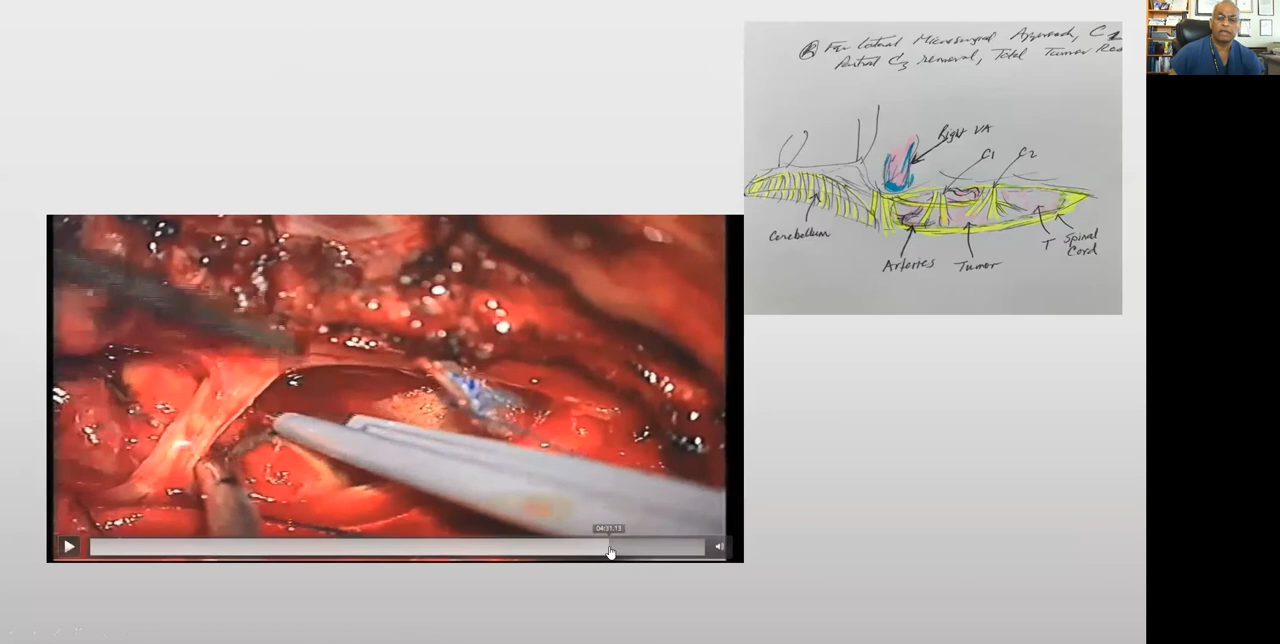 Ⓡ Far Lateral Microsurgical Approach, C1
Partial C3 removal, Total Tumor
Right VA
C1
C2
Cerebellum
Arteries
Tumor
T
Spinal
Cord
04:31.13